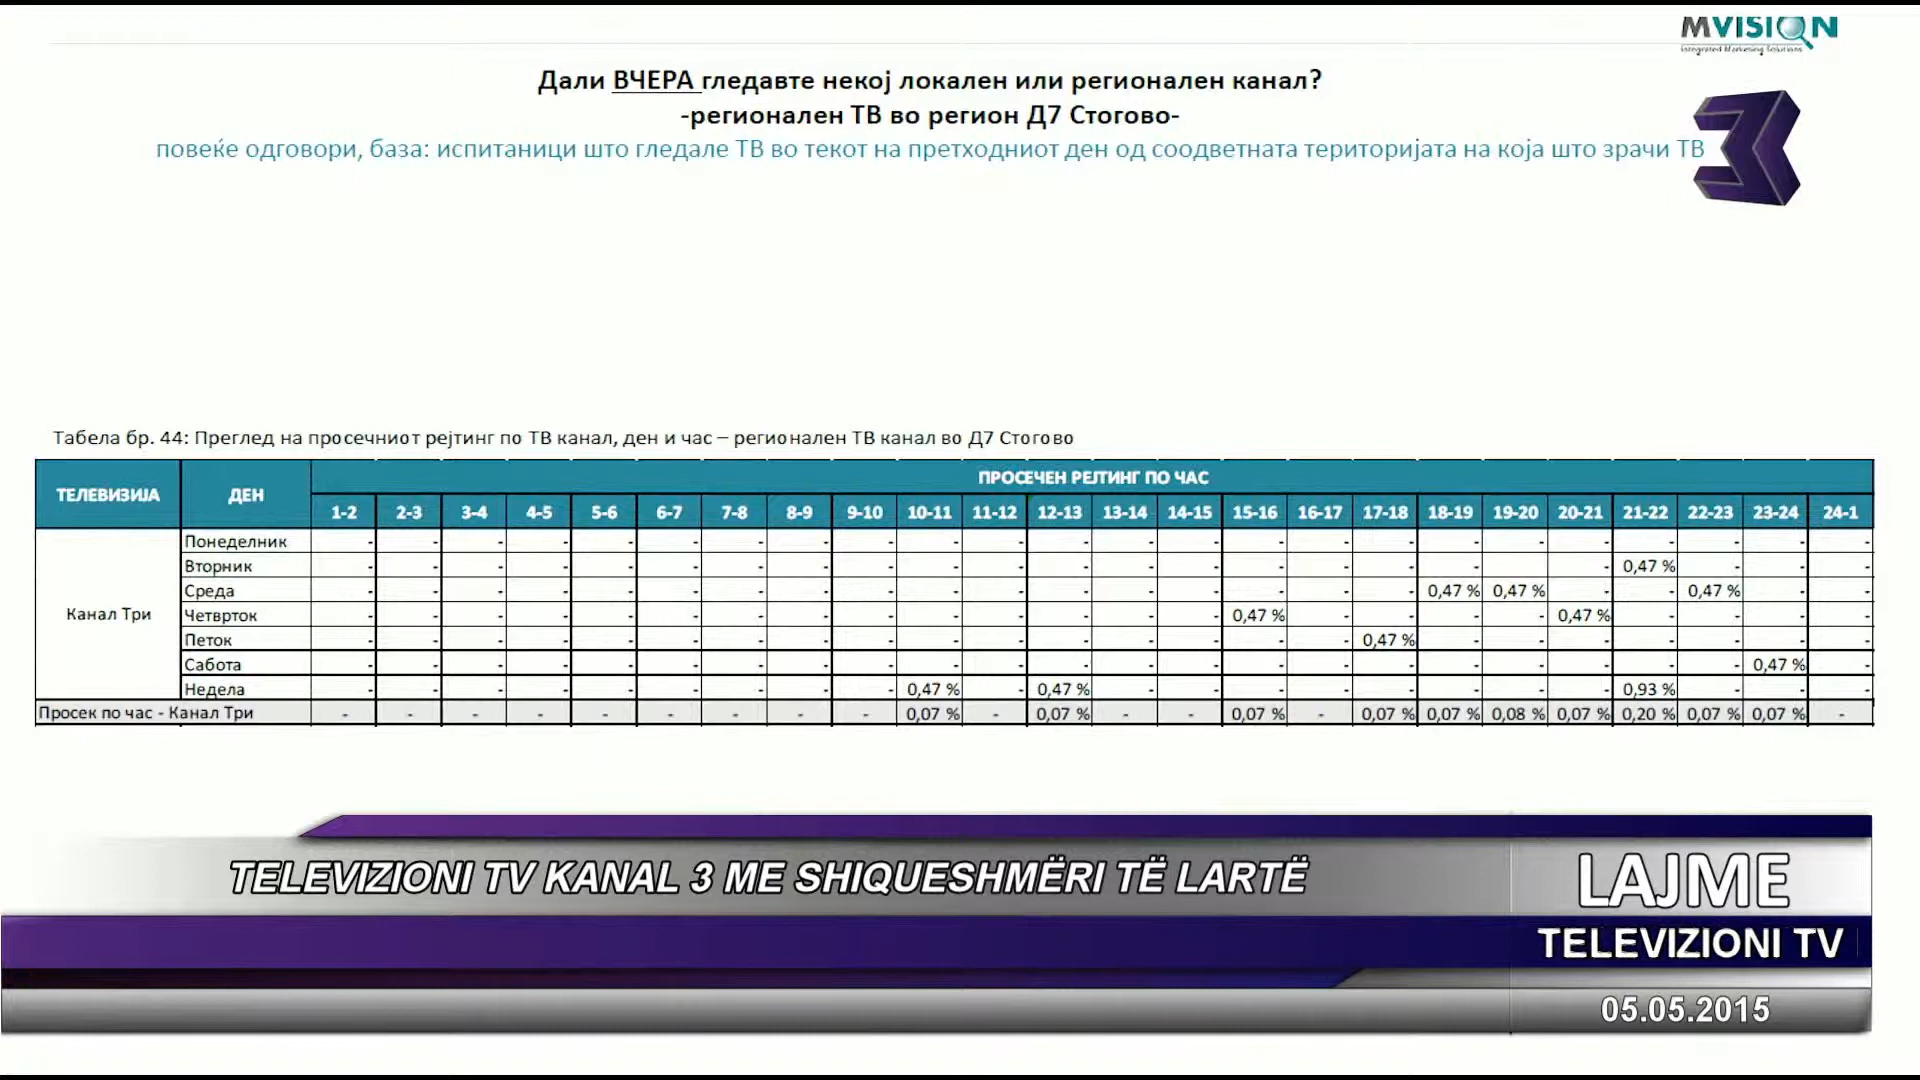 MVISION
Integrated Marketing Solutions
Дали ВЧЕРА гледавте некој локален или регионален канал?
-регионален ТВ во регион Д7 Стогово-
повеќе одговори, база: испитаници што гледале ТВ во текот на претходниот ден од соодветната територијата на која што зрачи ТВ
3
Табела бр. 44: Преглед на просечниот рејтинг по ТВ канал, ден и час – регионален ТВ канал во Д7 Стогово
ТЕЛЕВИЗИЈА ДЕН ПРОСЕЧЕН РЕЈТИНГ ПО ЧАС
1-2 2-3 3-4 4-5 5-6 6-7 7-8 8-9 9-10 10-11 11-12 12-13 13-14 14-15 15-16 16-17 17-18 18-19 19-20 20-21 21-22 22-23 23-24 24-1
Канал Три
Понеделник - - - - - - - - - - - - - - - - - - - - - - - -
Вторник - - - - - - - - - - - - - - - - - - - - 0,47 % - - -
Среда - - - - - - - - - - - - - - - - - 0,47 % 0,47 % - - 0,47 % - -
Четврток - - - - - - - - - - - - - - 0,47 % - - - - 0,47 % - - - -
Петок - - - - - - - - - - - - - - - - 0,47 % - - - - - - -
Сабота - - - - - - - - - - - - - - - - - - - - - - 0,47 % -
Недела - - - - - - - - - 0,47 % - 0,47 % - - - - - - - - 0,93 % - - -
Просек по час - Канал Три - - - - - - - - - 0,07 % - 0,07 % - - 0,07 % - 0,07 % 0,07 % 0,08 % 0,07 % 0,20 % 0,07 % 0,07 % -
TELEVIZIONI TV KANAL 3 ME SHIQUESHMËRI TË LARTË
LAJME
TELEVIZIONI TV
05.05.2015